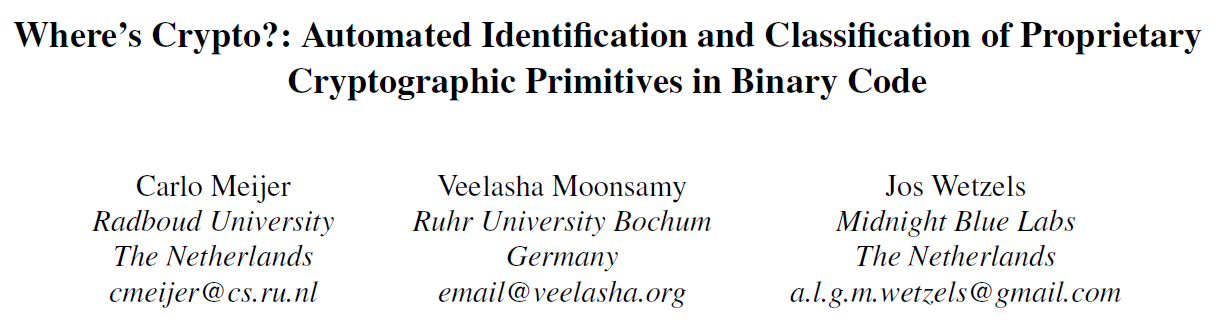 Where's Crypto?: Automated Identification and Classification of Proprietary
Cryptographic Primitives in Binary Code
Carlo Meijer
Radboud University
The Netherlands
cmeijer@cs.ru.nl
Veelasha Moonsamy
Ruhr University Bochum
Germany
email@veelasha.org
Jos Wetzels
Midnight Blue Labs
The Netherlands
a.l.g.m.wetzels@gmail.com